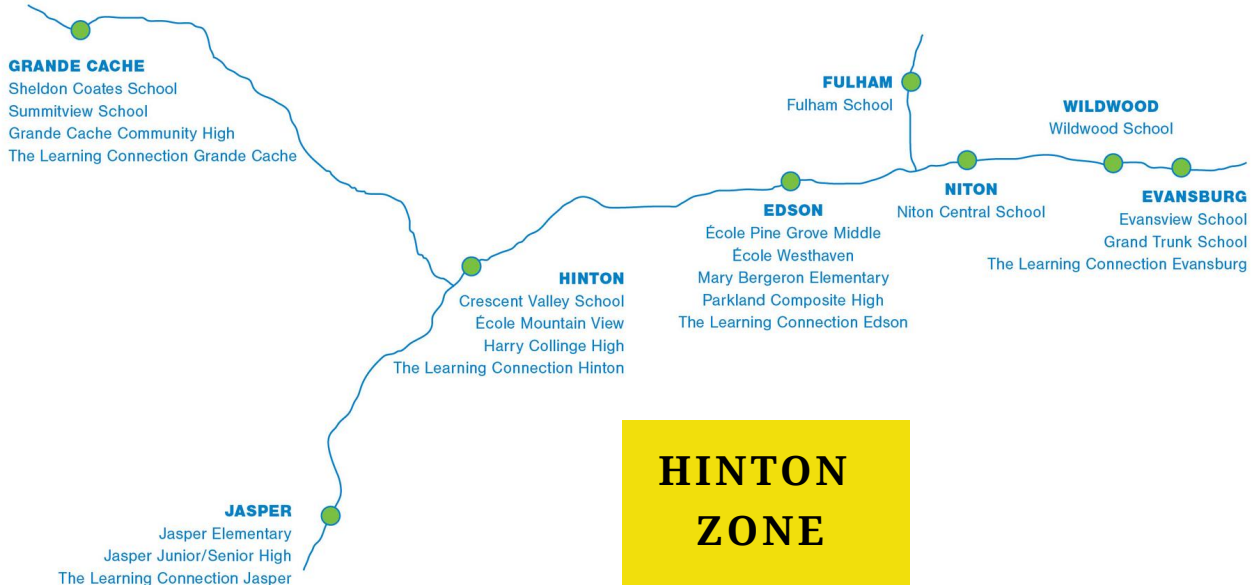 GRANDE CACHE
Sheldon Coates School
Summitview School
Grande Cache Community High
The Learning Connection Grande Cache
FULHAM
Fulham School
WILDWOOD
Wildwood School
NITON
Niton Central School
EVANSBURG
Evansview School
Grand Trunk School
The Learning Connection Evansburg
EDSON
École Pine Grove Middle
École Westhaven
Mary Bergeron Elementary
Parkland Composite High
The Learning Connection Edson
HINTON
Crescent Valley School
École Mountain View
Harry Collinge High
The Learning Connection Hinton
JASPER
Jasper Elementary
Jasper Junior/Senior High
The Learning Connection Jasper
HINTON
ZONE